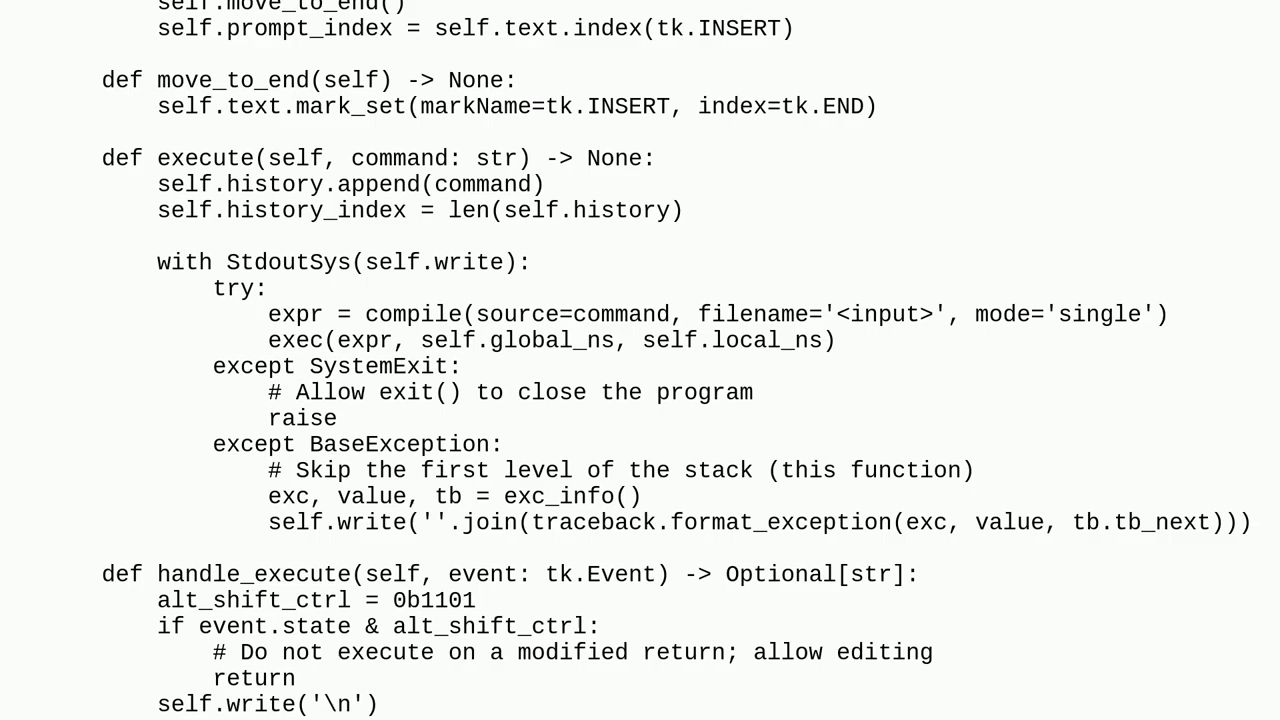 self.move_to_end()
        self.prompt_index = self.text.index(tk.INSERT)

    def move_to_end(self) -> None:
        self.text.mark_set(markName=tk.INSERT, index=tk.END)

    def execute(self, command: str) -> None:
        self.history.append(command)
        self.history_index = len(self.history)

        with StdoutSys(self.write):
            try:
                expr = compile(source=command, filename='<input>', mode='single')
                exec(expr, self.global_ns, self.local_ns)
            except SystemExit:
                # Allow exit() to close the program
                raise
            except BaseException:
                # Skip the first level of the stack (this function)
                exc, value, tb = exc_info()
                self.write(''.join(traceback.format_exception(exc, value, tb.tb_next)))

    def handle_execute(self, event: tk.Event) -> Optional[str]:
        alt_shift_ctrl = 0b1101
        if event.state & alt_shift_ctrl:
            # Do not execute on a modified return; allow editing
            return
        self.write('\n')